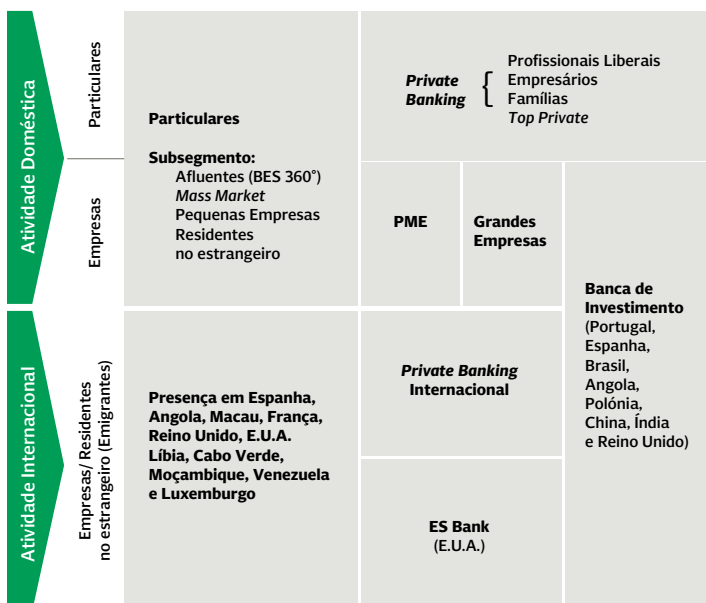 Atividade Doméstica
Particulares
Empresas
Particulares
Subsegmento:
Afluentes (BES 360°)
Mass Market
Pequenas Empresas
Residentes
no estrangeiro
Private
Banking
{
Profissionais Liberais
Empresários
Famílias
Top Private
PME
Grandes
Empresas
Banca de
Investimento
(Portugal,
Espanha,
Brasil,
Angola,
Polónia,
China, Índia
e Reino Unido)
Atividade Internacional
Empresas/ Residentes
no estrangeiro (Emigrantes)
Presença em Espanha,
Angola, Macau, França,
Reino Unido, E.U.A.
Líbia, Cabo Verde,
Moçambique, Venezuela
e Luxemburgo
Private Banking
Internacional
ES Bank
(E.U.A.)